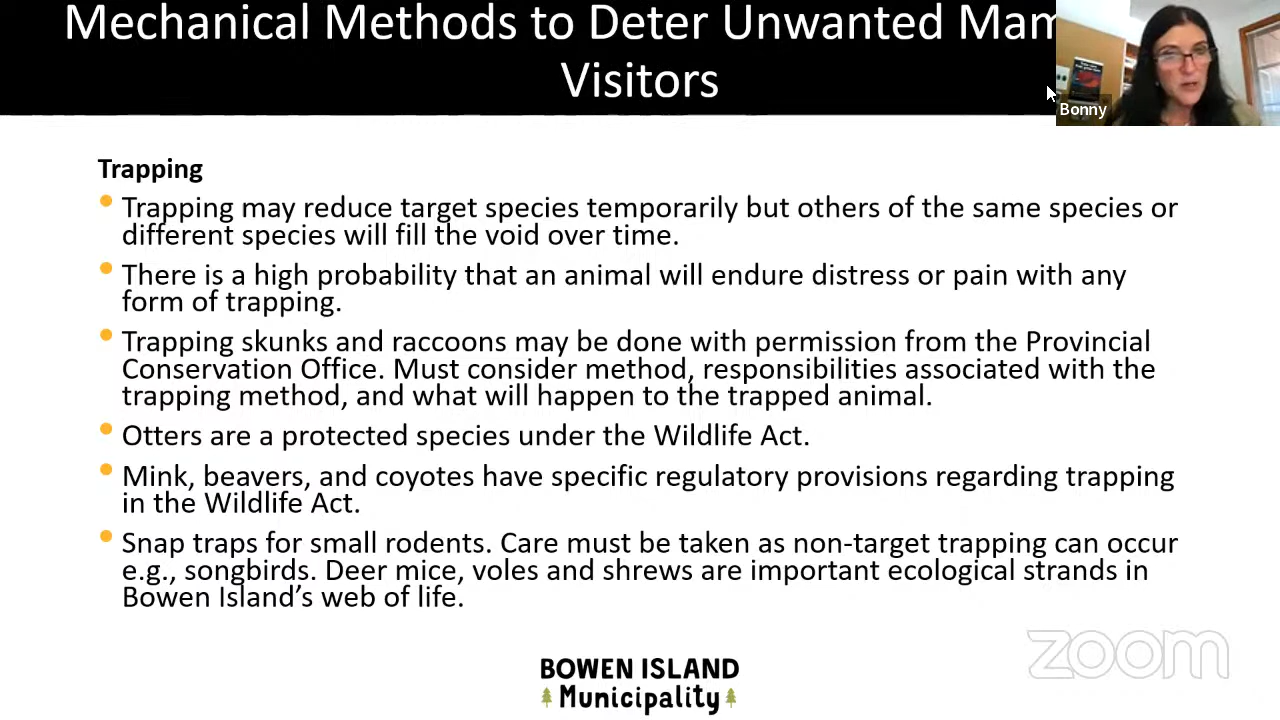 Mechanical Methods to Deter Unwanted
Visitors
Bonny
Trapping
Trapping may reduce target species temporarily but others of the same species or
different species will fill the void over time.
There is a high probability that an animal will endure distress or pain with any
form of trapping.
Trapping skunks and raccoons may be done with permission from the Provincial
Conservation Office. Must consider method, responsibilities associated with the
trapping method, and what will happen to the trapped animal.
Otters are a protected species under the Wildlife Act.
Mink, beavers, and coyotes have specific regulatory provisions regarding trapping
in the Wildlife Act.
Snap traps for small rodents. Care must be taken as non-target trapping can occur
e.g., songbirds. Deer mice, voles and shrews are important ecological strands in
Bowen Island’s web of life.
zoom
BOWEN ISLAND
Municipality